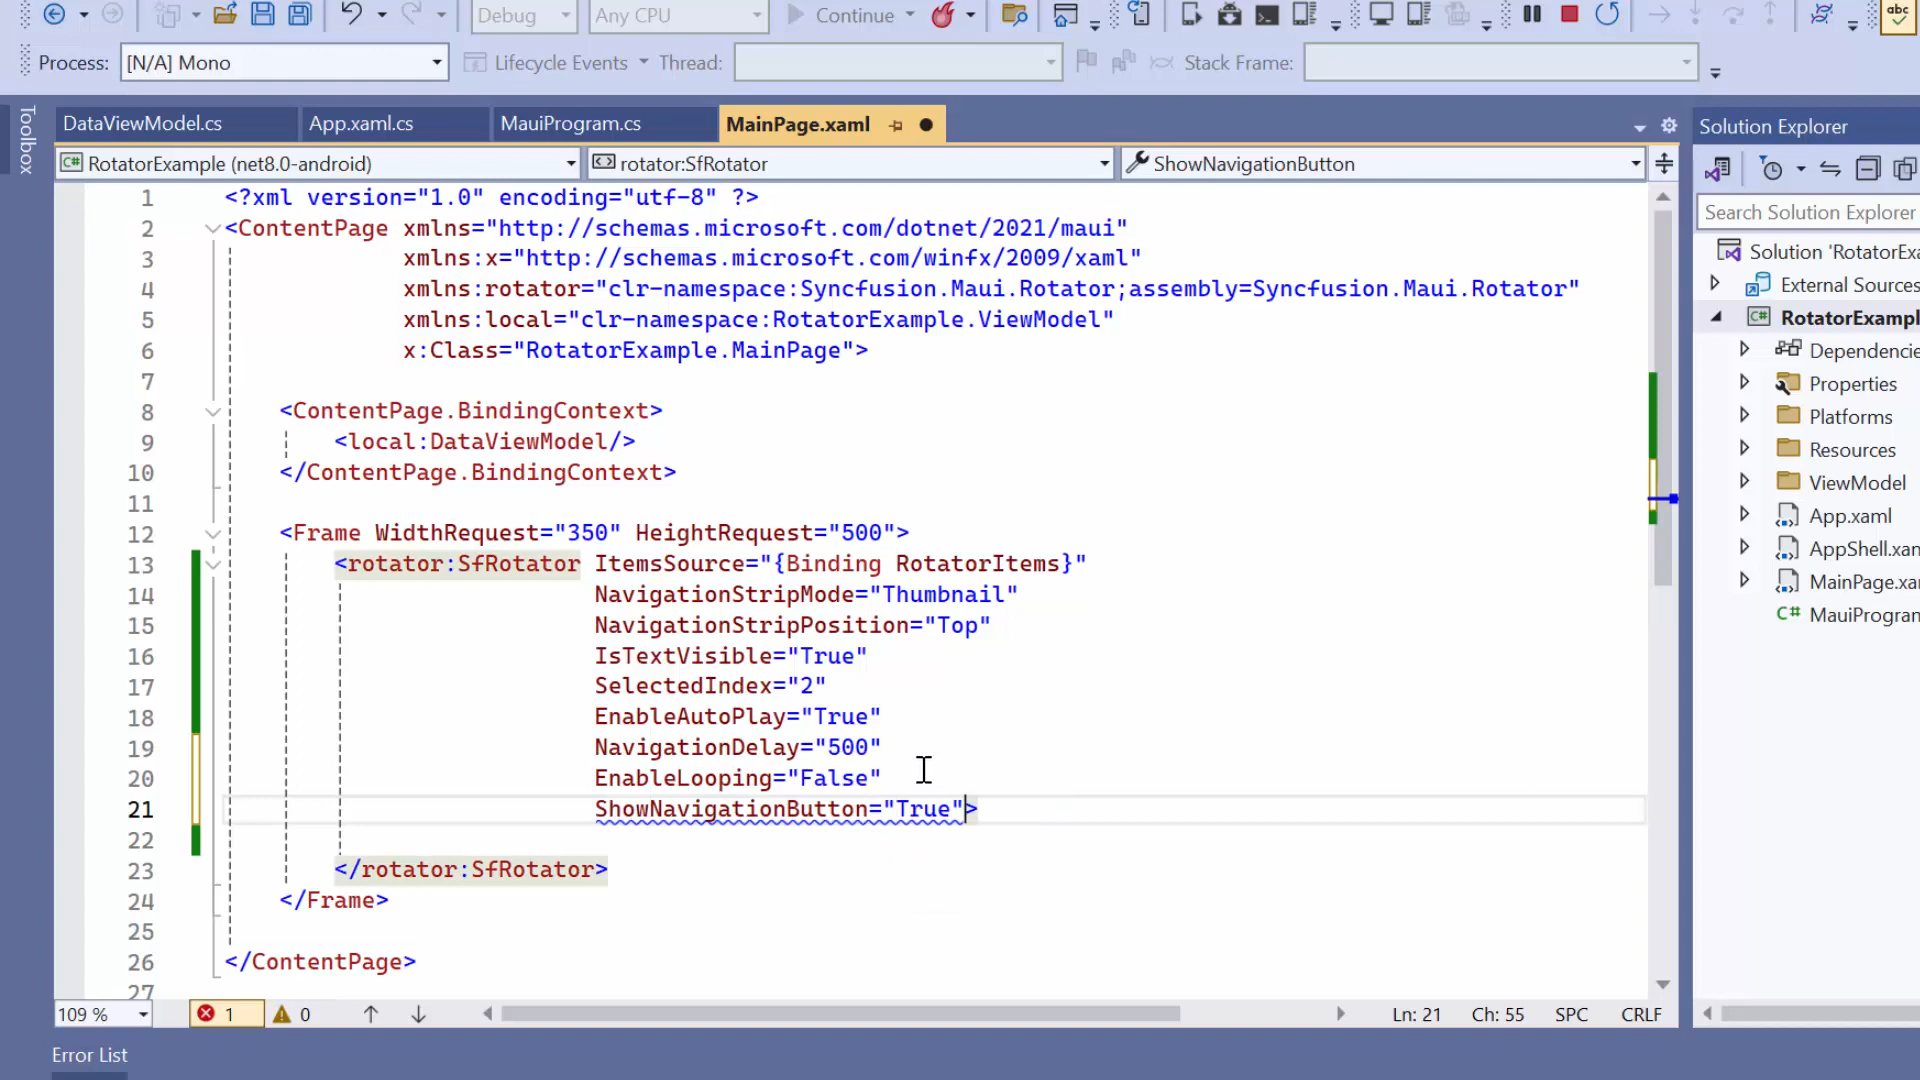 Debug
Any CPU
Continue
abc
Process:
[N/A] Mono
Lifecycle Events
Thread:
Stack Frame:
Toolbox
DataViewModel.cs
App.xaml.cs
MauiProgram.cs
MainPage.xaml
RotatorExample (net8.0-android)
rotator:SfRotator
ShowNavigationButton
1 <?xml version="1.0" encoding="utf-8" ?>
2 <ContentPage xmlns="http://schemas.microsoft.com/dotnet/2021/maui"
3 xmlns:x="http://schemas.microsoft.com/winfx/2009/xaml"
4 xmlns:rotator="clr-namespace:Syncfusion.Maui.Rotator;assembly=Syncfusion.Maui.Rotator"
5 xmlns:local="clr-namespace:RotatorExample.ViewModel"
6 x:Class="RotatorExample.MainPage">
7
8 <ContentPage.BindingContext>
9 <local:DataViewModel/>
10 </ContentPage.BindingContext>
11
12 <Frame WidthRequest="350" HeightRequest="500">
13 <rotator:SfRotator ItemsSource="{Binding RotatorItems}"
14 NavigationStripMode="Thumbnail"
15 NavigationStripPosition="Top"
16 IsTextVisible="True"
17 SelectedIndex="2"
18 EnableAutoPlay="True"
19 NavigationDelay="500"
20 EnableLooping="False"
21 ShowNavigationButton="True">
22
23 </rotator:SfRotator>
24 </Frame>
25
26 </ContentPage>
27
109 %
1
0
Ln: 21
Ch: 55
SPC
CRLF
Error List
Solution Explorer
Search Solution Explorer
Solution 'RotatorExa
External Sources
C# RotatorExampl
Dependencie
Properties
Platforms
Resources
ViewModel
App.xaml
AppShell.xan
MainPage.xar
C# MauiProgran